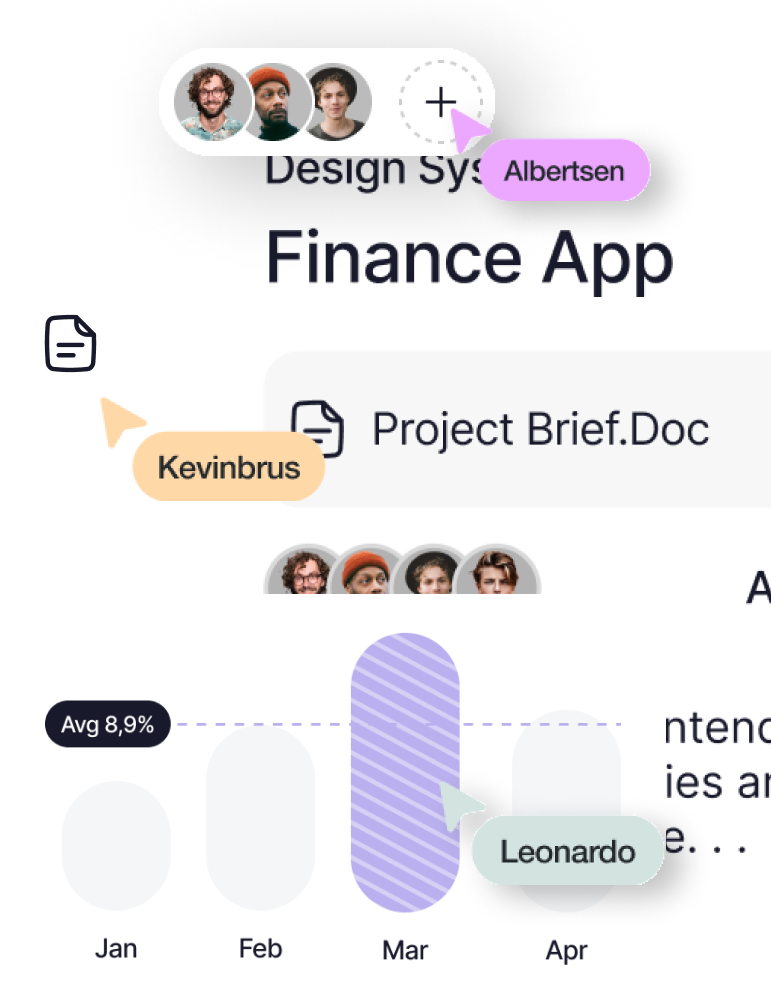 Design Sys
Albertsen
Finance App
Project Brief.Doc
Kevinbrus
A
Avg 8,9%
ntend
ies ar
e. . .
Leonardo
Jan
Feb
Mar
Apr